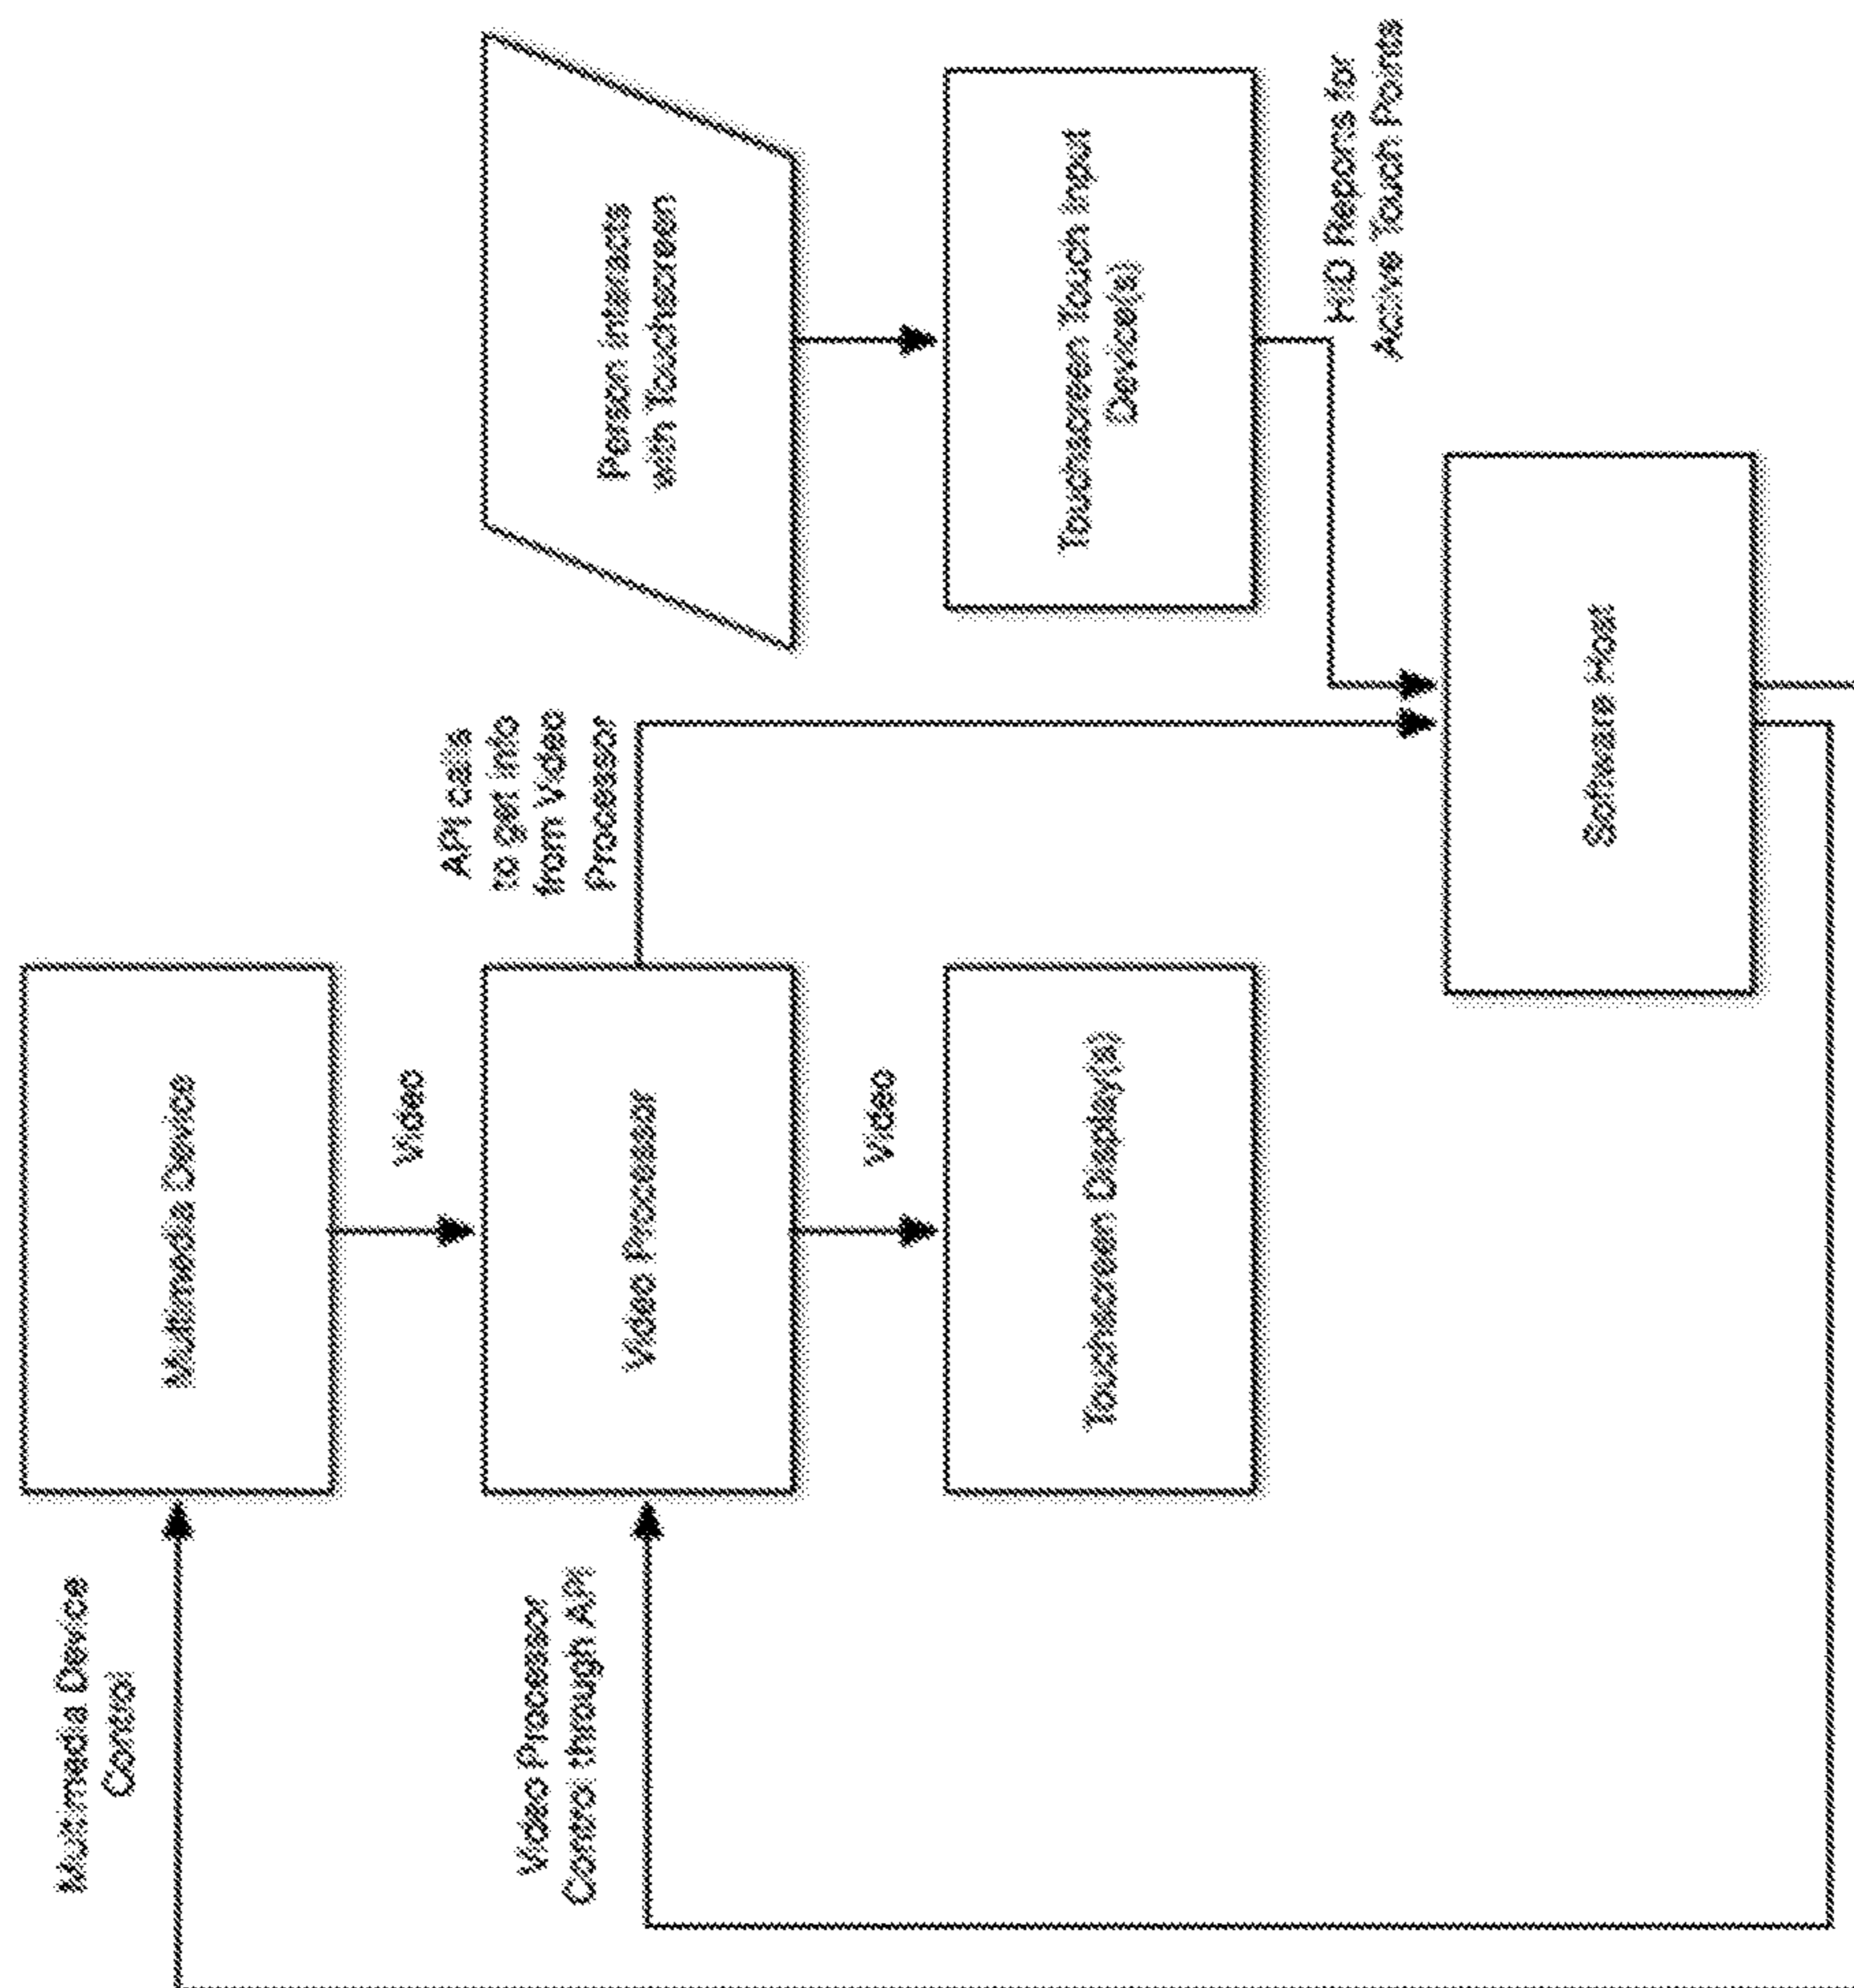 Multimedia Device
Control
Multimedia Device
Video
API calls
to get info
from Video
Processor
Video Processor
Control through API
Video Processor
Person interacts
with Touchscreen
Video
Touchscreen Display(s)
Touchscreen Touch Input
Device(s)
HID Reports for
Active Touch Points
Software Host